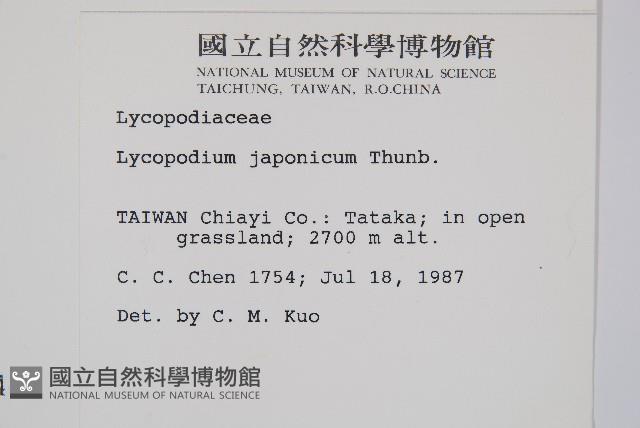 國立自然科學博物館
NATIONAL MUSEUM OF NATURAL SCIENCE
TAICHUNG, TAIWAN, R.O.CHINA
Lycopodiaceae
Lycopodium japonicum Thunb.
TAIWAN Chiayi Co.: Tataka; in open
grassland; 2700 m alt.
C. C. Chen 1754; Jul 18, 1987
Det. by C. M. Kuo
國立自然科學博物館
NATIONAL MUSEUM OF NATURAL SCIENCE